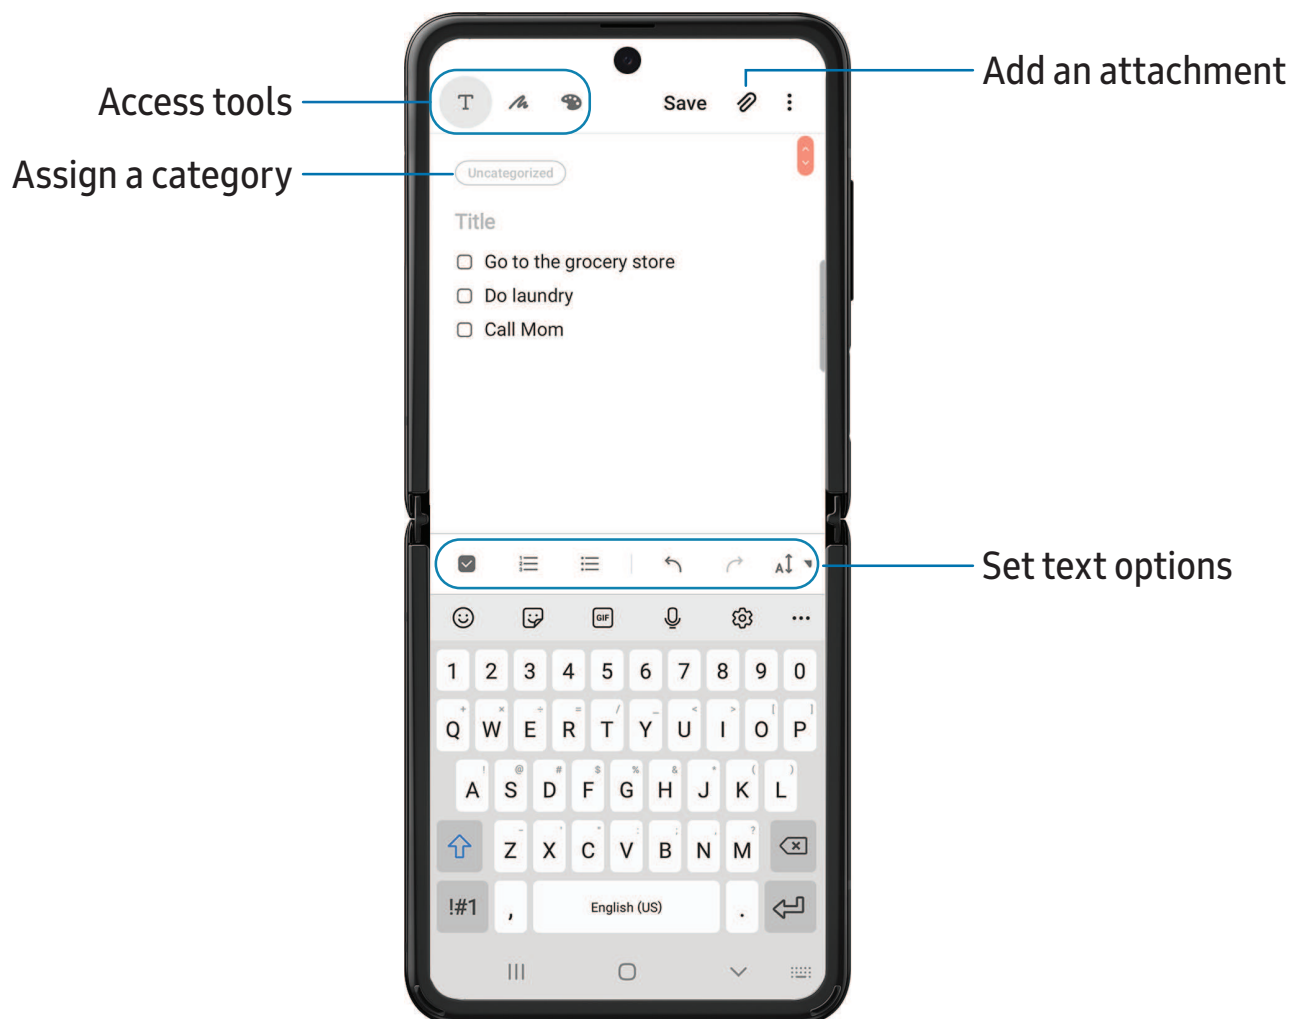 Add an attachment
Access tools
T
Save
Assign a category
Uncategorized
Title
Go to the grocery store
Do laundry
Call Mom
Set text options
A
GIF
1 2 3 4 5 6 7 8 9 0
+ × ÷ = / _ < > [ ]
Q W E R T Y U I O P
! @ # $ % & * ( )
A S D F G H J K L
- ' " : ; , ?
Z X C V B N M
!#1 , English (US) .